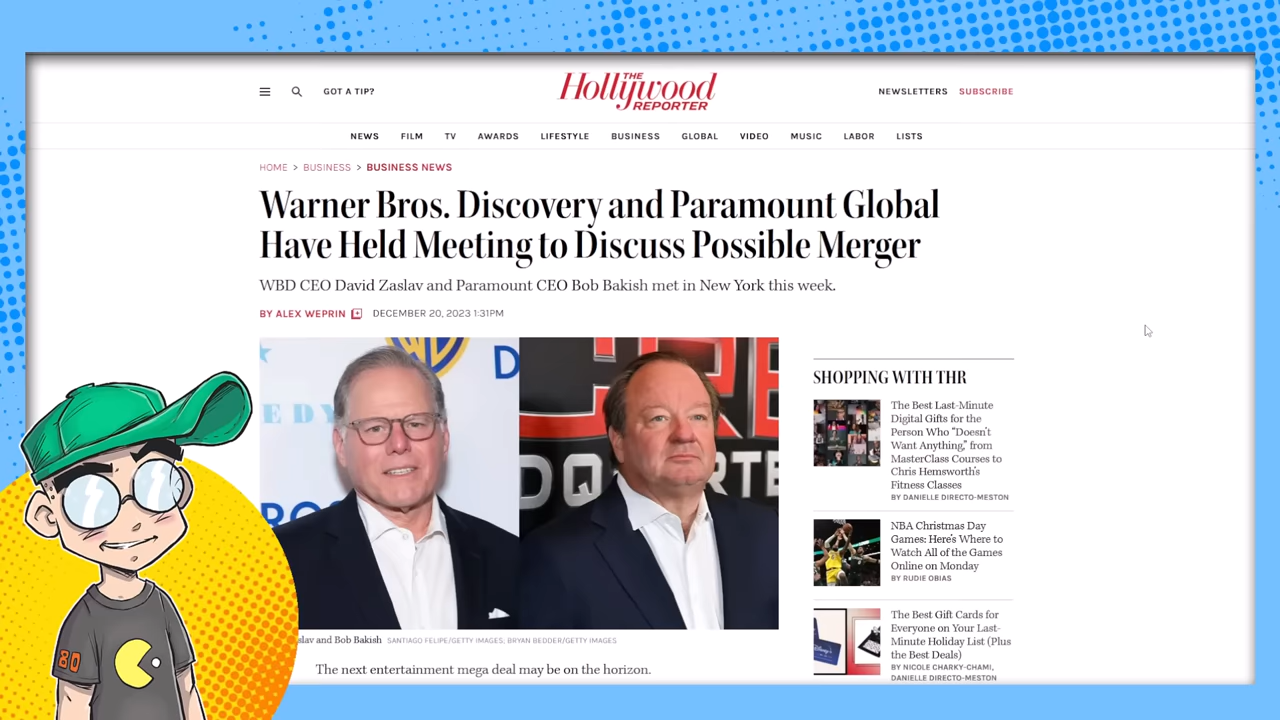 GOT A TIP?
THE
Hollywood
REPORTER
NEWSLETTERS SUBSCRIBE
NEWS FILM TV AWARDS LIFESTYLE BUSINESS GLOBAL VIDEO MUSIC LABOR LISTS
HOME > BUSINESS > BUSINESS NEWS
Warner Bros. Discovery and Paramount Global
Have Held Meeting to Discuss Possible Merger
WBD CEO David Zaslav and Paramount CEO Bob Bakish met in New York this week.
BY ALEX WEPRIN DECEMBER 20, 2023 1:31PM
WB
D
EDY
ROS
DQ RTE
slav and Bob Bakish SANTIAGO FELIPE/GETTY IMAGES; BRYAN BEDDER/GETTY IMAGES
The next entertainment mega deal may be on the horizon.
SHOPPING WITH THR
The Best Last-Minute
Digital Gifts for the
Person Who "Doesn't
Want Anything," from
MasterClass Courses to
Chris Hemsworth's
Fitness Classes
BY DANIELLE DIRECTO-MESTON
NBA Christmas Day
Games: Here's Where to
Watch All of the Games
Online on Monday
BY RUDIE OBIAS
The Best Gift Cards for
Everyone on Your Last-
Minute Holiday List (Plus
the Best Deals)
BY NICOLE CHARKY-CHAMI,
DANIELLE DIRECTO-MESTON
80